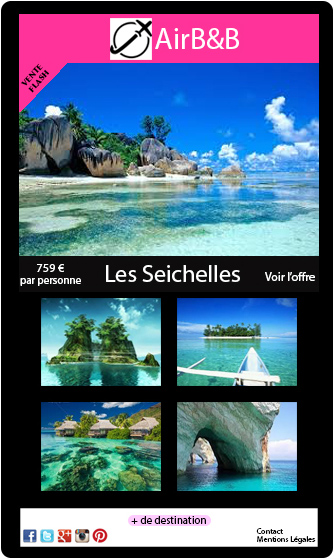 AirB&B
VENTE
FLASH
759 €
par personne
Les Seichelles
Voir l'offre
+ de destination
Contact
Mentions Légales